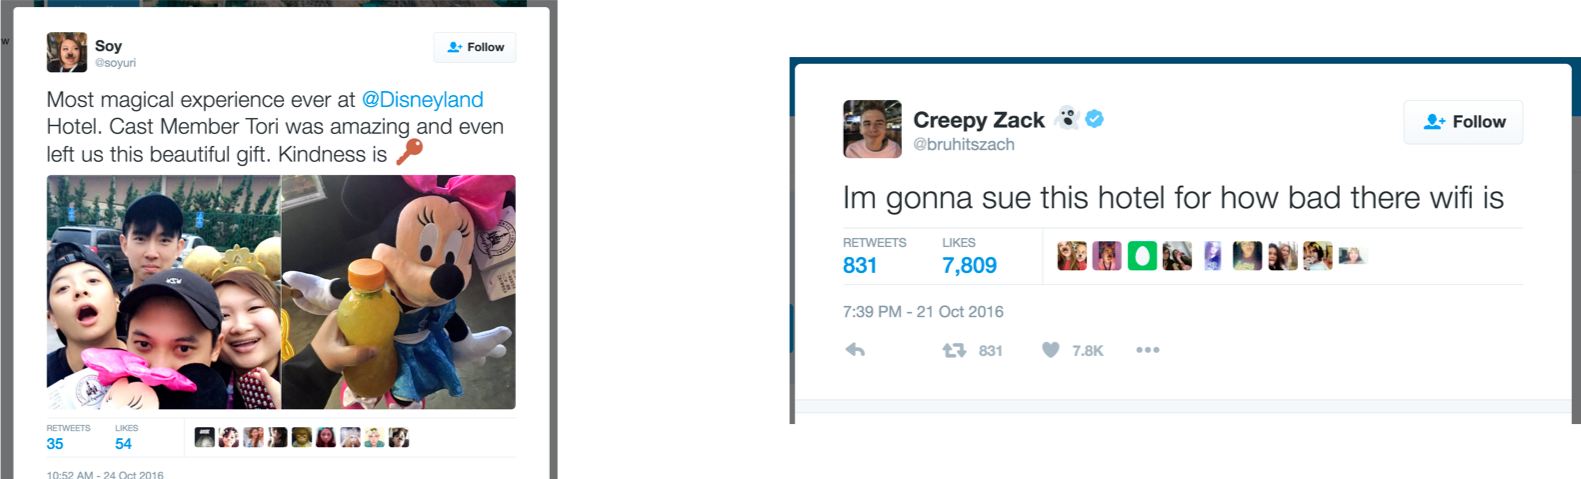 w
Soy
@soyuri
Follow
Most magical experience ever at @Disneyland
Hotel. Cast Member Tori was amazing and even
left us this beautiful gift. Kindness is
RETWEETS LIKES
35 54
10:52 AM - 24 Oct 2016
Creepy Zack
@bruhitszach
Follow
Im gonna sue this hotel for how bad there wifi is
RETWEETS LIKES
831 7,809
7:39 PM - 21 Oct 2016
831 7.8K